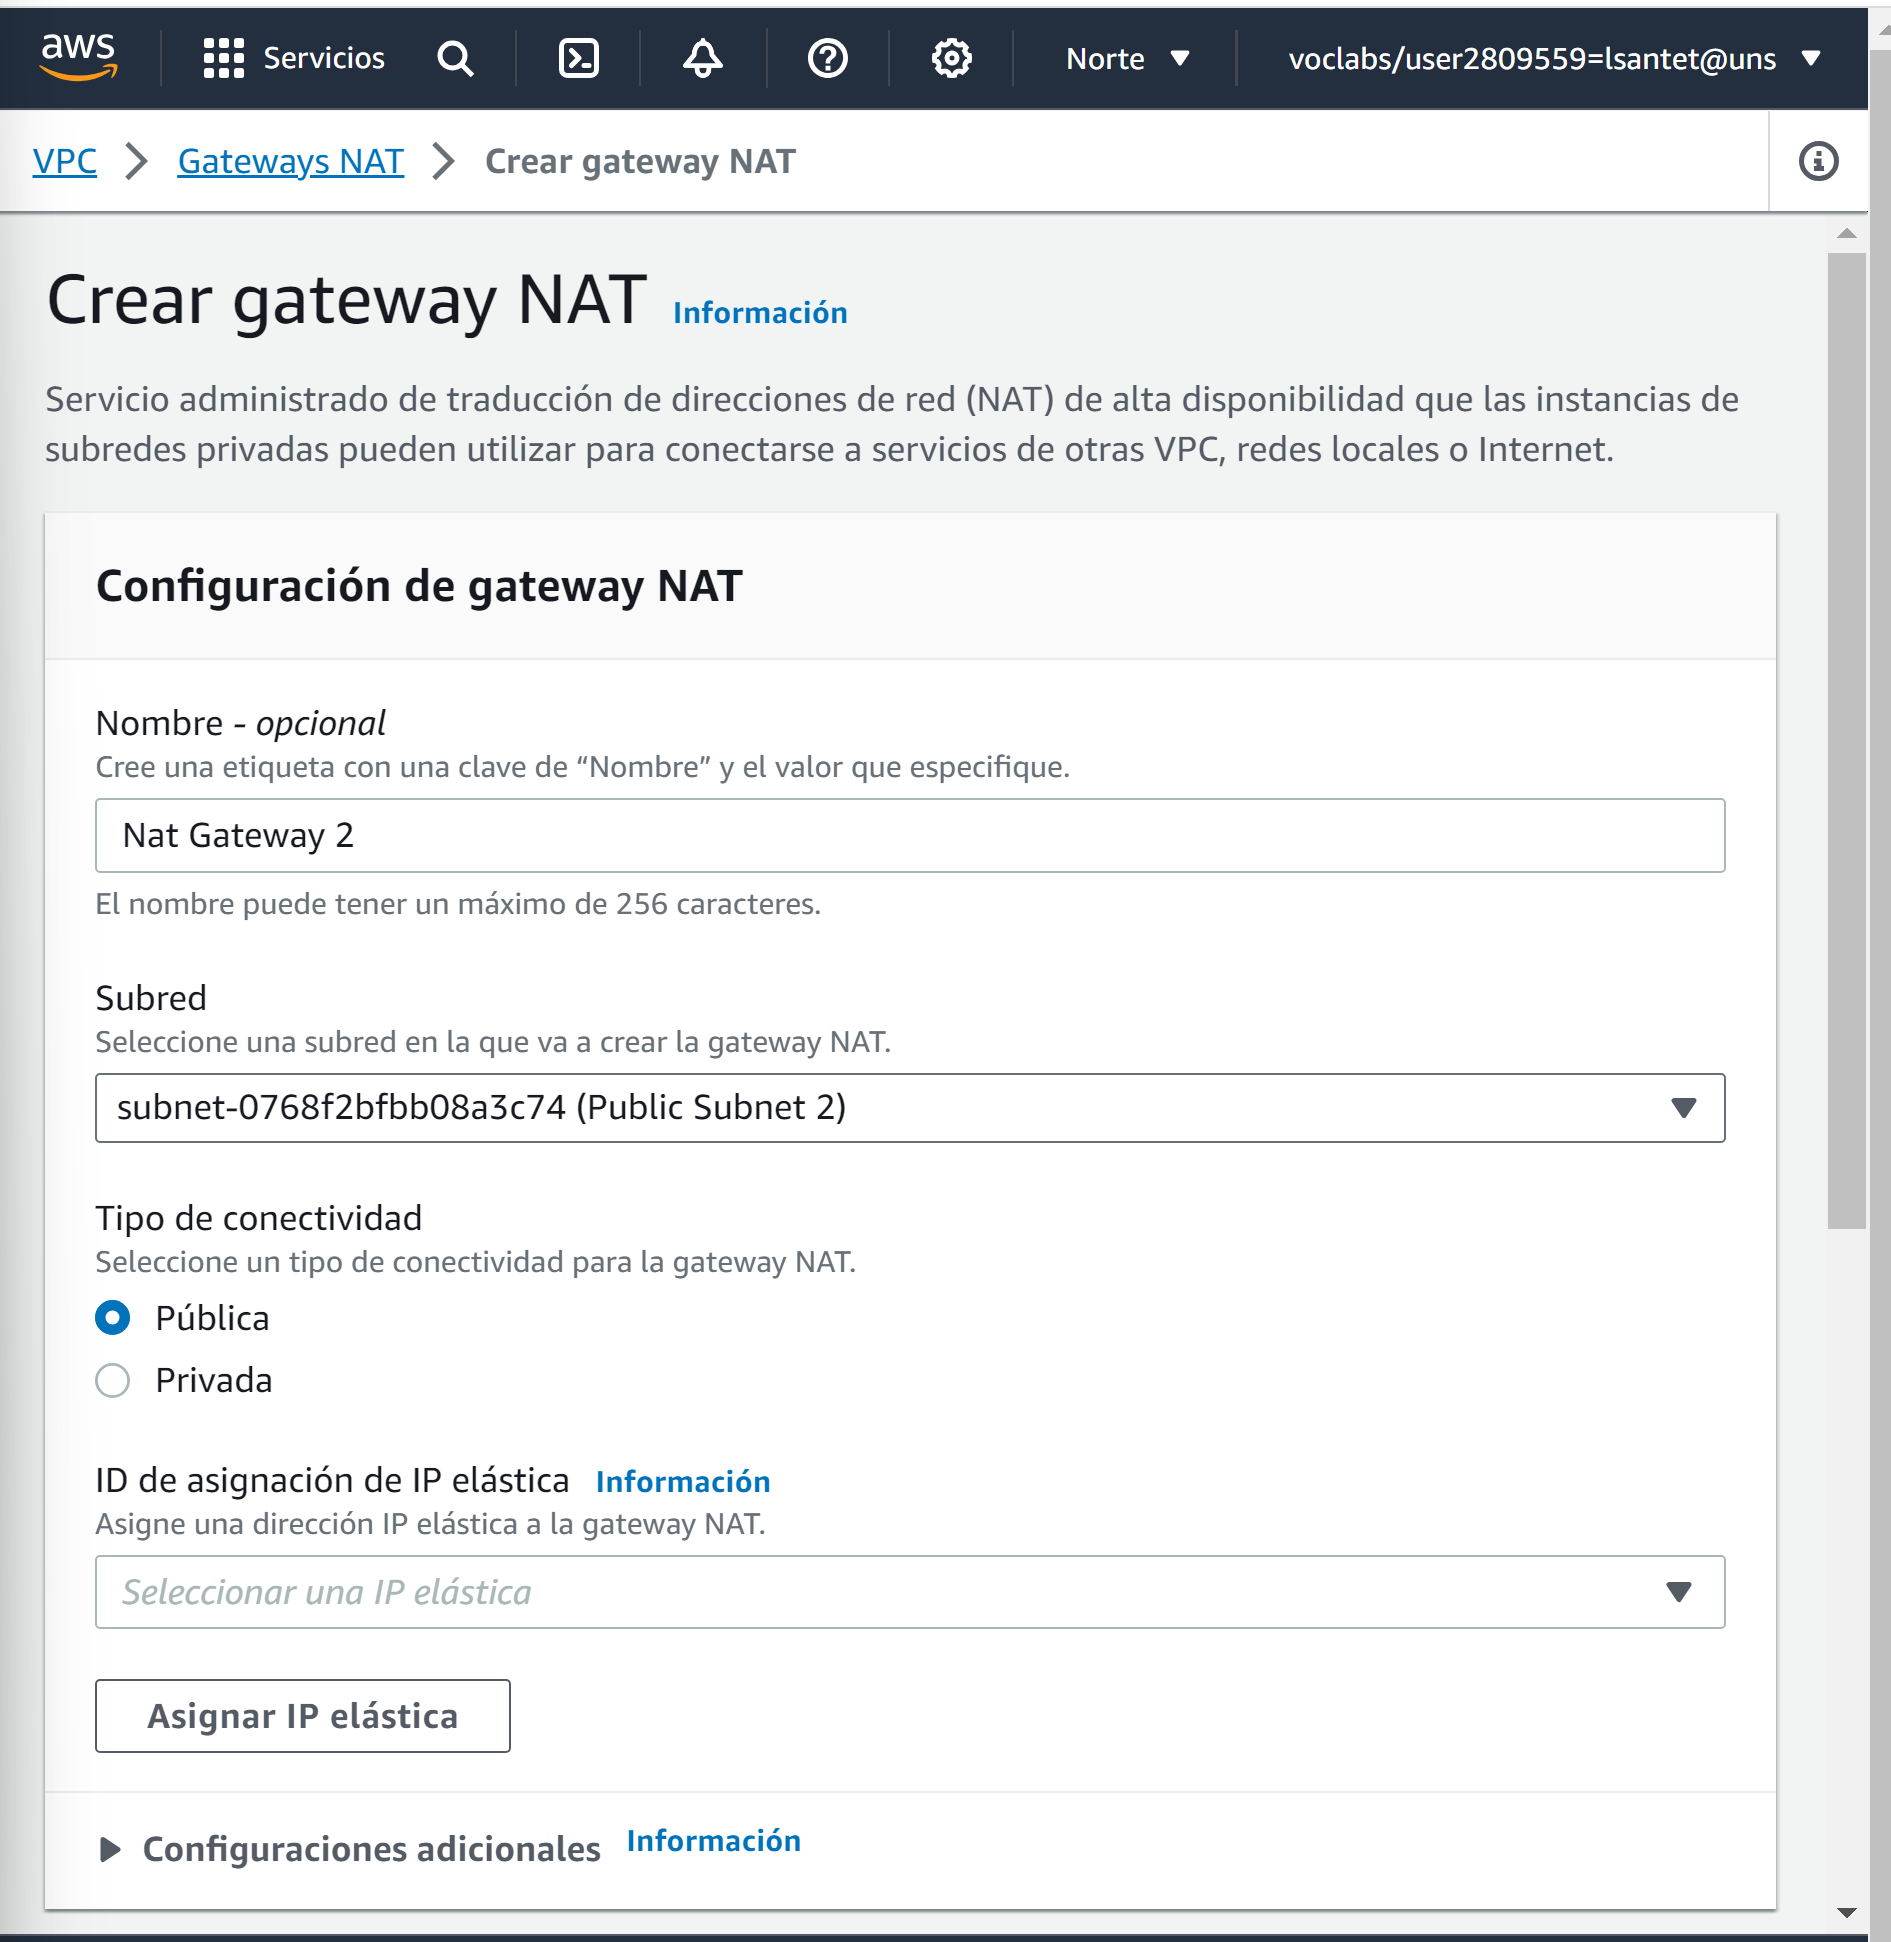 aws Servicios Norte voclabs/user2809559=lsantet@uns
VPC Gateways NAT Crear gateway NAT
Crear gateway NAT Información
Servicio administrado de traducción de direcciones de red (NAT) de alta disponibilidad que las instancias de
subredes privadas pueden utilizar para conectarse a servicios de otras VPC, redes locales o Internet.
Configuración de gateway NAT
Nombre - opcional
Cree una etiqueta con una clave de “Nombre” y el valor que especifique.
Nat Gateway 2
El nombre puede tener un máximo de 256 caracteres.
Subred
Seleccione una subred en la que va a crear la gateway NAT.
subnet-0768f2bfbb08a3c74 (Public Subnet 2)
Tipo de conectividad
Seleccione un tipo de conectividad para la gateway NAT.
Pública
Privada
ID de asignación de IP elástica Información
Asigne una dirección IP elástica a la gateway NAT.
Seleccionar una IP elástica
Asignar IP elástica
Configuraciones adicionales Información